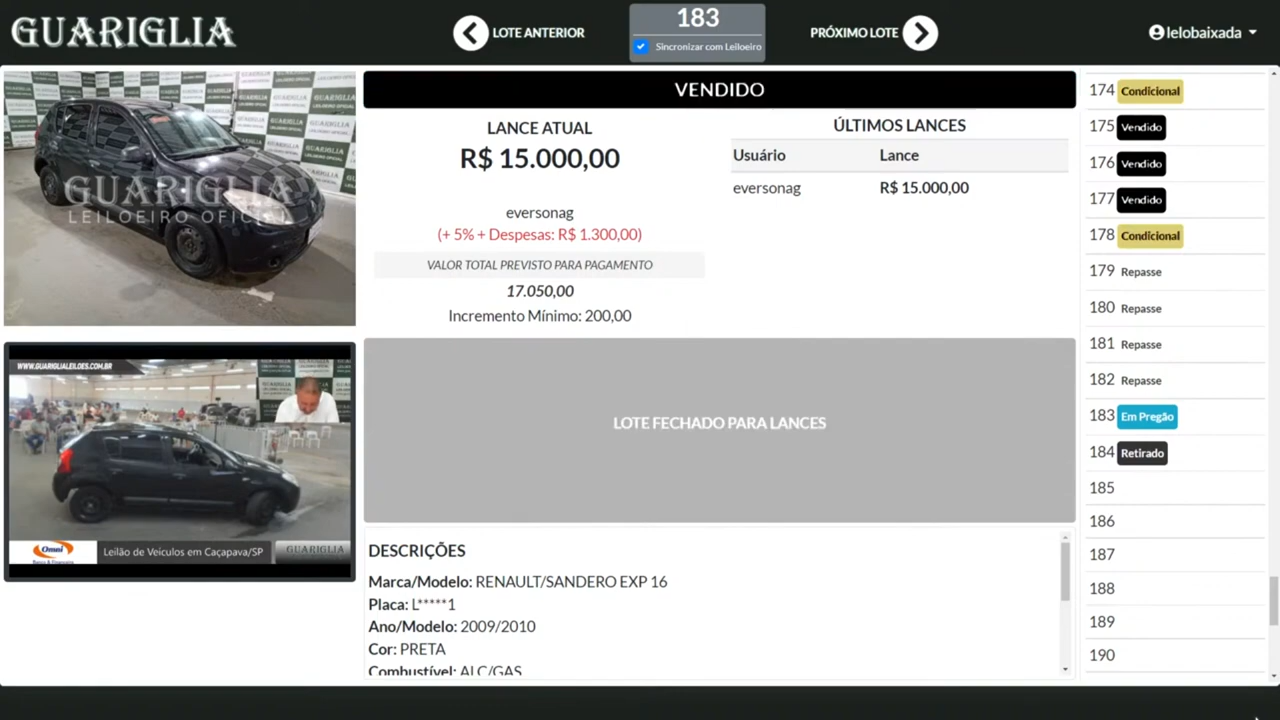 GUARIGLIA
LOTE ANTERIOR
183
Sincronizar com Leiloeiro
PRÓXIMO LOTE
lelobaixada
GUARIGLIA
LEILOEIRO OFICIAL
VENDIDO
LANCE ATUAL
R$ 15.000,00
eversonag
(+ 5% + Despesas: R$ 1.300,00)
VALOR TOTAL PREVISTO PARA PAGAMENTO
17.050,00
Incremento Mínimo: 200,00
ÚLTIMOS LANCES
Usuário Lance
eversonag R$ 15.000,00
LOTE FECHADO PARA LANCES
WWW.GUARIGLIALEILOES.COM.BR
GUARIGLIA
Omni
Leilão de Veiculos em Caçapava/SP
GUARIGLIA
DESCRIÇÕES
Marca/Modelo: RENAULT/SANDERO EXP 16
Placa: L*****1
Ano/Modelo: 2009/2010
Cor: PRETA
Combustível: ALC/GAS
174 Condicional
175 Vendido
176 Vendido
177 Vendido
178 Condicional
179 Repasse
180 Repasse
181 Repasse
182 Repasse
183 Em Pregão
184 Retirado
185
186
187
188
189
190